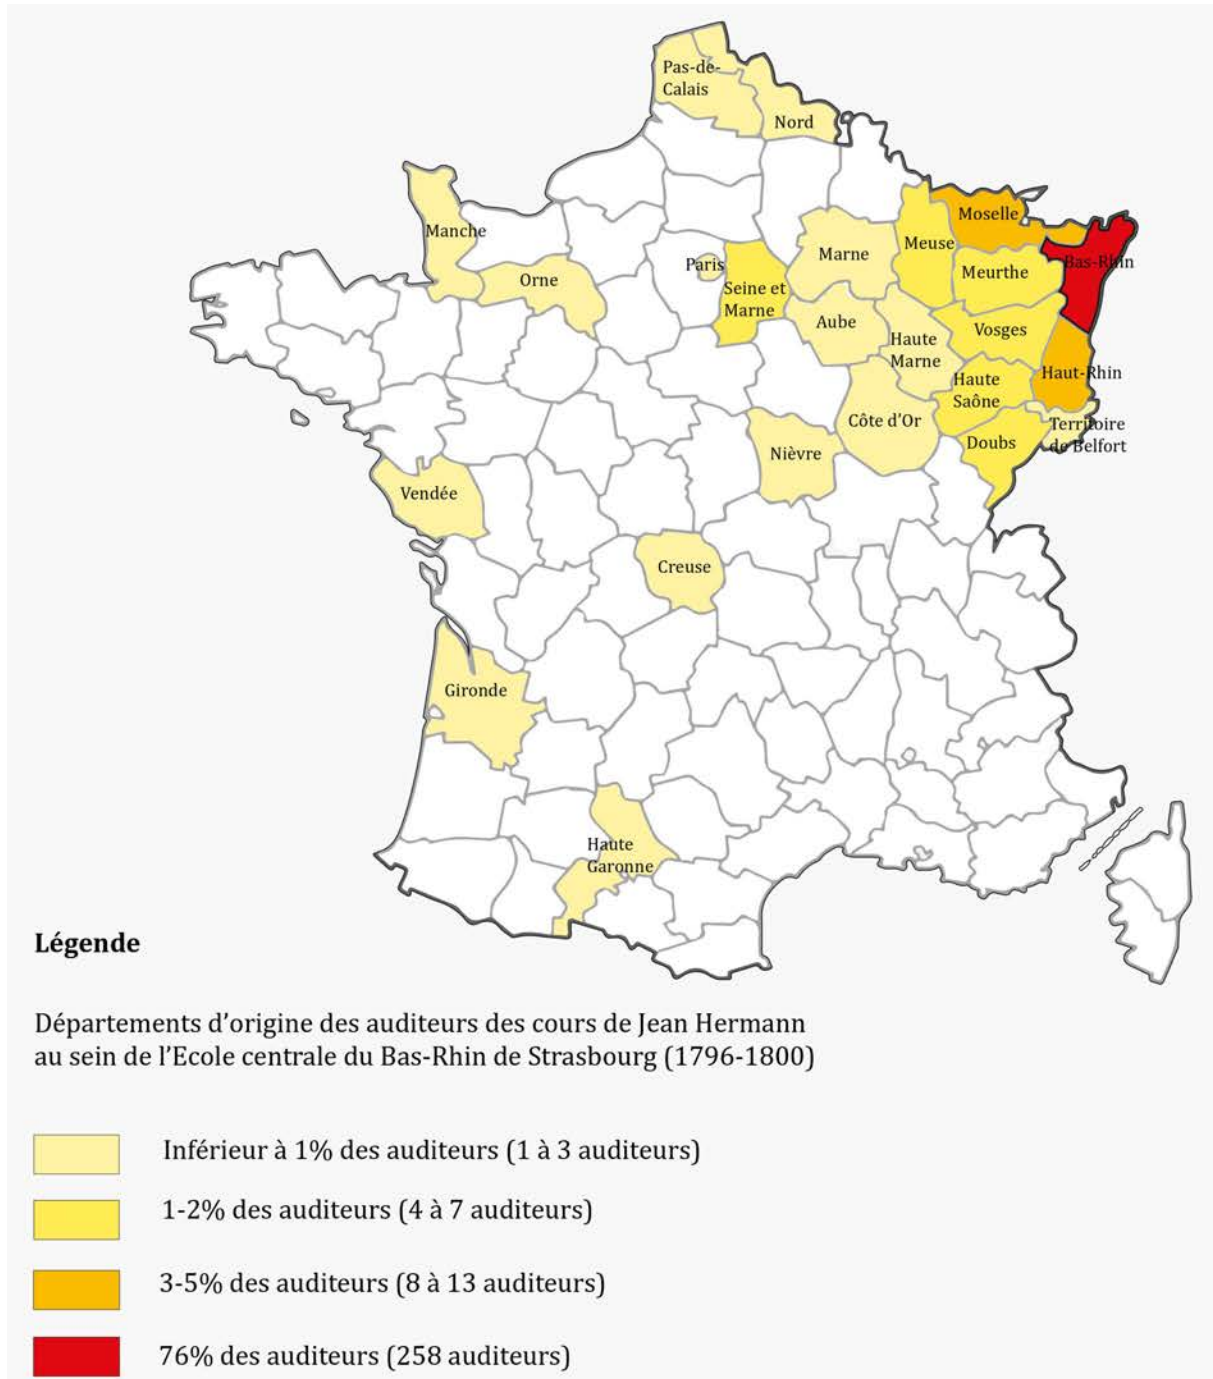 Pas-de-
Calais
Nord
Manche
Moselle
Meuse
Bas-Rhin
Marne
Paris
Meurthe
Orne
Seine et
Marne
Aube
Vosges
Haute
Marne
Haut-Rhin
Haute
Saône
Côte d'Or
Territoire
de Belfort
Doubs
Nièvre
Vendée
Creuse
Gironde
Haute
Garonne
Légende
Départements d'origine des auditeurs des cours de Jean Hermann
au sein de l'Ecole centrale du Bas-Rhin de Strasbourg (1796-1800)
Inférieur à 1% des auditeurs (1 à 3 auditeurs)
1-2% des auditeurs (4 à 7 auditeurs)
3-5% des auditeurs (8 à 13 auditeurs)
76% des auditeurs (258 auditeurs)